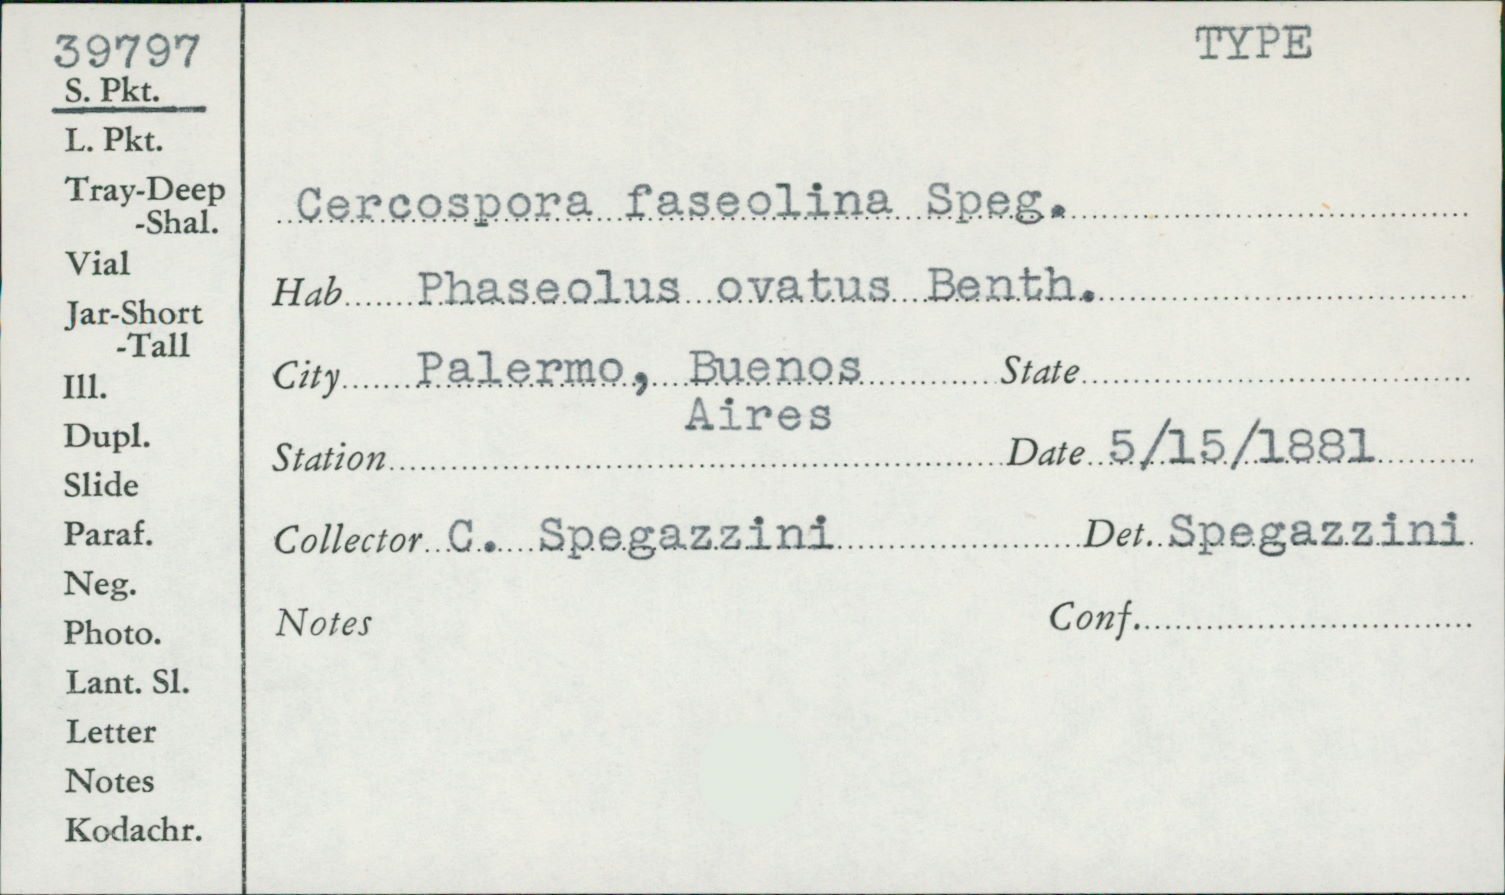 39797
S. Pkt.
L. Pkt.
Tray-Deep
-Shal.
Vial
Jar-Short
-Tall
Ill.
Dupl.
Slide
Paraf.
Neg.
Photo.
Lant. Sl.
Letter
Notes
Kodachr.
TYPE
Cercospora faseolina Speg.
Hab Phaseolus ovatus Benth.
City Palermo, Buenos State
Aires
Station Date 5/15/1881
Collector C. Spegazzini Det. Spegazzini
Notes Conf.